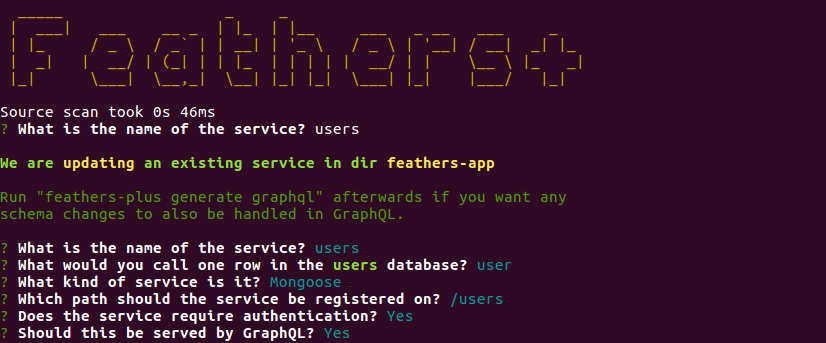 Feathers+
Source scan took 0s 46ms
? What is the name of the service? users
We are updating an existing service in dir feathers-app
Run "feathers-plus generate graphql" afterwards if you want any
schema changes to also be handled in GraphQL.
? What is the name of the service? users
? What would you call one row in the users database? user
? What kind of service is it? Mongoose
? Which path should the service be registered on? /users
? Does the service require authentication? Yes
? Should this be served by GraphQL? Yes